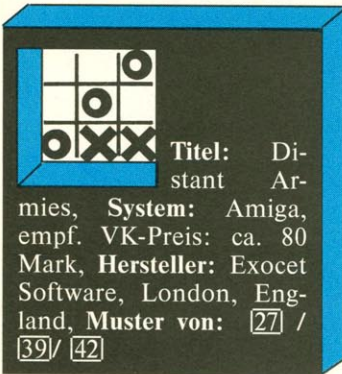 Titel: Di-
stant Ar-
mies, System: Amiga,
empf. VK-Preis: ca. 80
Mark, Hersteller: Exocet
Software, London, Eng-
land, Muster von: 27 /
39/ 42